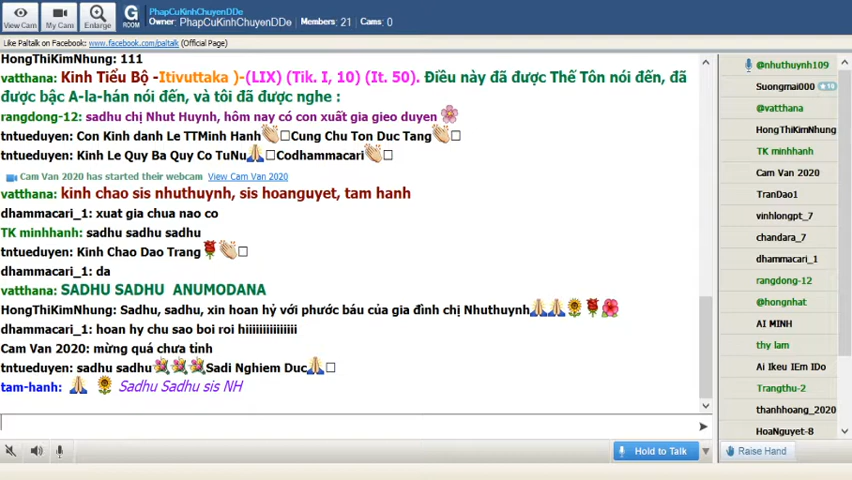 View Cam
My Cam
Enlarge
G
ROOM
PhapCuKinhChuyenDDe
Owner: PhapCuKinhChuyenDDe Members: 21 Cams: 0
Like Paltalk on Facebook: www.facebook.com/paltalk (Official Page)
HongThiKimNhung: 111
vatthana: Kinh Tiểu Bộ -Itivuttaka )-(LIX) (Tik. I, 10) (It. 50). Điều này đã được Thế Tôn nói đến, đã
được bậc A-la-hán nói đến, và tôi đã được nghe :
rangdong-12: sadhu chị Nhut Huynh, hôm nay có con xuất gia gieo duyen
tntueduyen: Con Kinh danh Le TTMinh Hanh Cung Chu Ton Duc Tang
tntueduyen: Kinh Le Quy Ba Quy Co TuNu Codhammacari
Cam Van 2020 has started their webcam View Cam Van 2020
vatthana: kinh chao sis nhuthuynh, sis hoanguyet, tam hanh
dhammacari_1: xuat gia chua nao co
TK minhhanh: sadhu sadhu sadhu
tntueduyen: Kinh Chao Dao Trang
dhammacari_1: da
vatthana: SADHU SADHU ANUMODANA
HongThiKimNhung: Sadhu, sadhu, xin hoan hỷ với phước báu của gia đình chị Nhuthuynh
dhammacari_1: hoan hy chu sao boi roi hiiiiiiiiiiiiiii
Cam Van 2020: mừng quá chưa tỉnh
tntueduyen: sadhu sadhu Sadi Nghiem Duc
tam-hanh: Sadhu Sadhu sis NH
Hold to Talk
@nhuthuynh109
Suongmai000 10
@vatthana
HongThiKimNhung
TK minhhanh
Cam Van 2020
TranDao1
vinhlongpt_7
chandara_7
dhammacari_1
rangdong-12
@hongnhat
AI MINH
thy lam
Ai Ikeu IEm IDo
Trangthu-2
thanhhoang_2020
HoaNguyet-8
Raise Hand